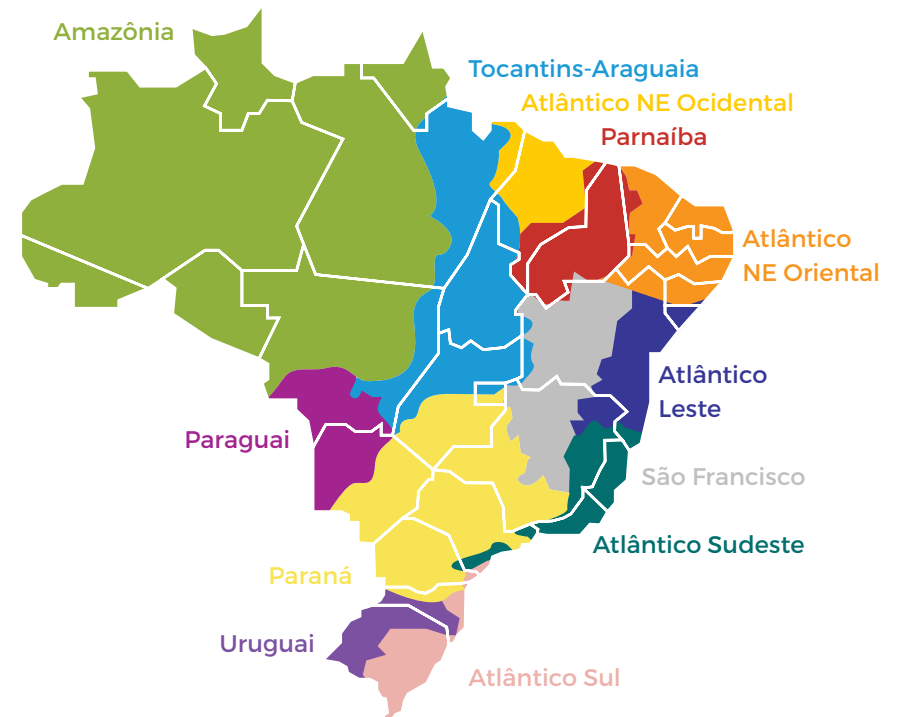 Amazônia
Tocantins-Araguaia
Atlântico NE Ocidental
Parnaíba
Atlântico
NE Oriental
Atlântico
Leste
Paraguai
São Francisco
Atlântico Sudeste
Paraná
Uruguai
Atlântico Sul